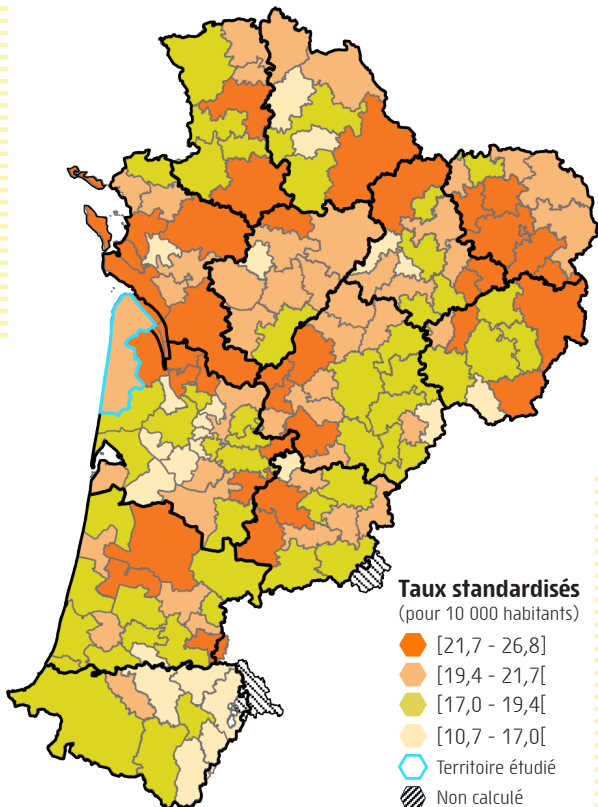 Taux standardisés
(pour 10 000 habitants)
[21,7 - 26,8]
[19,4 - 21,7[
[17,0 - 19,4[
[10,7 - 17,0[
Territoire étudié
Non calculé